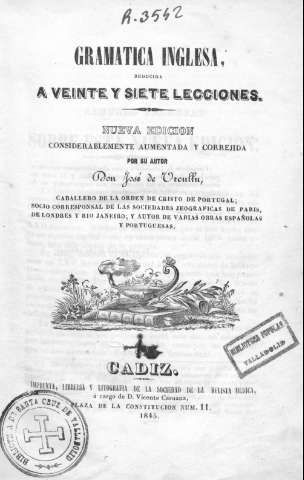 R.3542
GRAMATICA INGLESA,
REDUCIDA
A VEINTE Y SIETE LECCIONES.
NUEVA EDICION
CONSIDERABLEMENTE AUMENTADA Y CORREJIDA
POR SU AUTOR
Don José de Urcullu,
CABALLERO DE LA ORDEN DE CRISTO DE PORTUGAL;
SOCIO CORRESPONSAL DE LAS SOCIEDADES JEOGRAFICAS DE PARIS,
DE LONDRES Y RIO JANEIRO; Y AUTOR DE VARIAS OBRAS ESPAÑOLAS
Y PORTUGUESAS.
BIBLIOTECA POPULAR
VALLADOLID
CADIZ.
IMPRENTA, LIBRERIA Y LITOGRAFIA DE LA SOCIEDAD DE LA REVISTA MEDICA,
á cargo de D. Vicente Caruana,
PLAZA DE LA CONSTITUCION NUM. 11.
1845.
SANTA CRUZ DE VALLADOLID